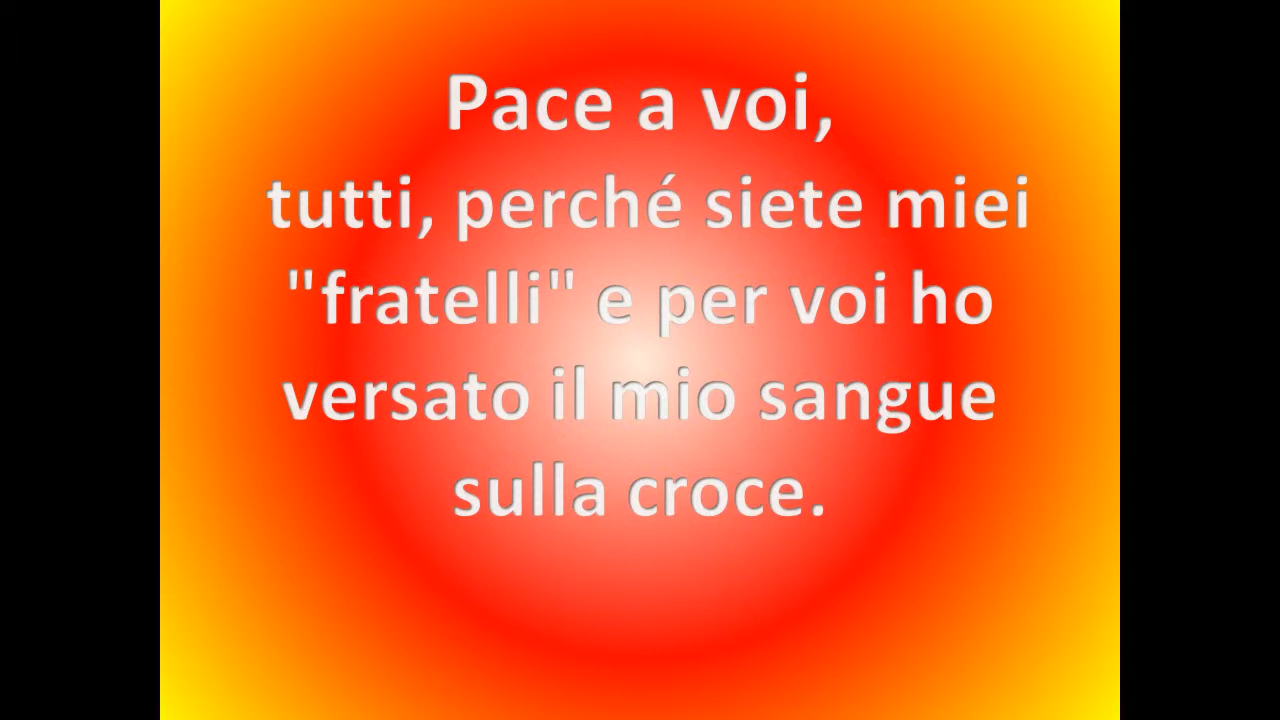 Pace a voi,
tutti, perché siete miei
"fratelli" e per voi ho
versato il mio sangue
sulla croce.